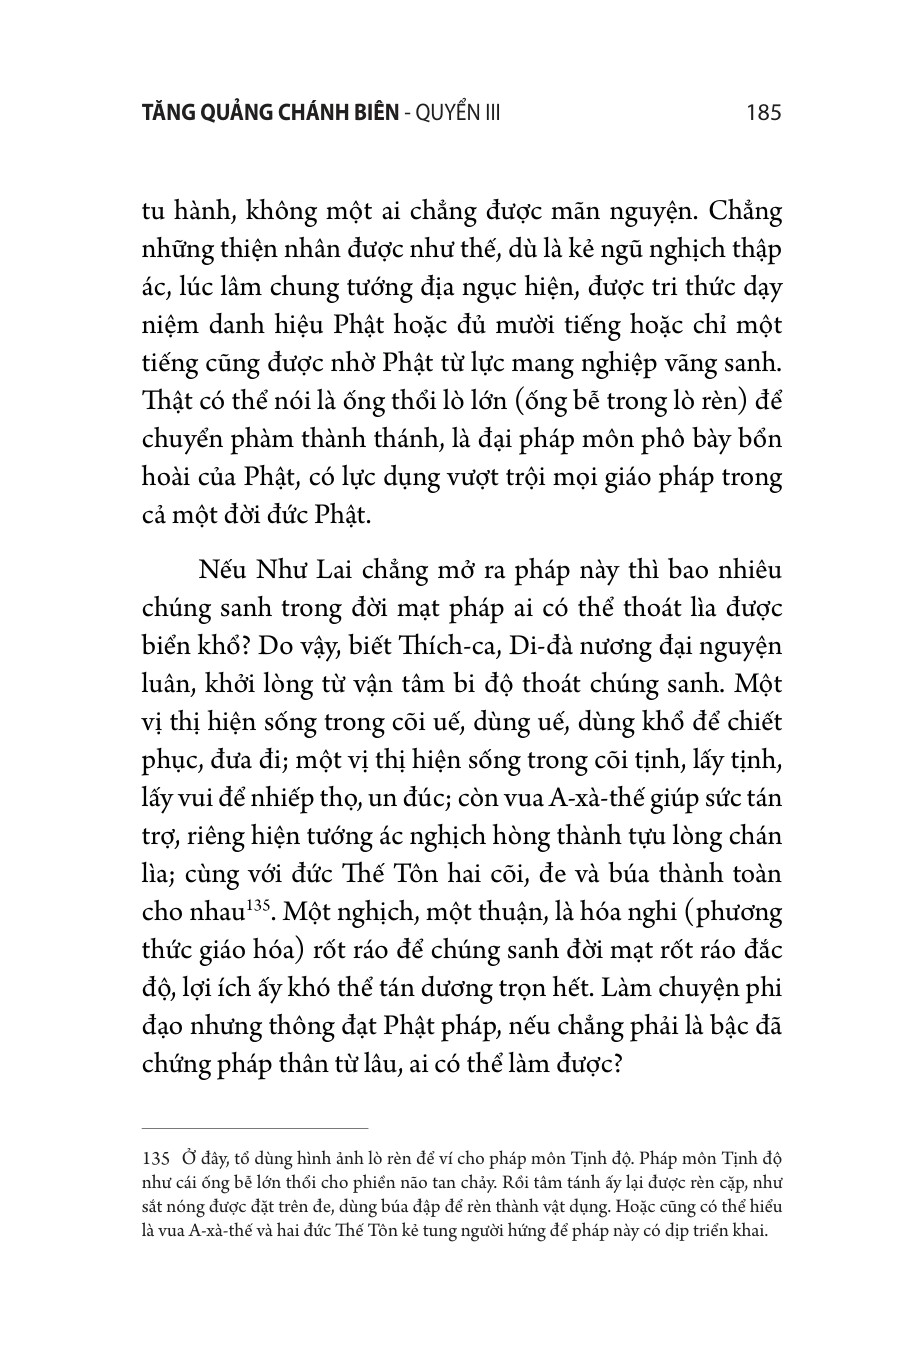 TĂNG QUẢNG CHÁNH BIÊN - QUYỂN III 185
tu hành, không một ai chẳng được mãn nguyện. Chẳng
những thiện nhân được như thế, dù là kẻ ngũ nghịch thập
ác, lúc lâm chung tướng địa ngục hiện, được tri thức dạy
niệm danh hiệu Phật hoặc đủ mười tiếng hoặc chỉ một
tiếng cũng được nhờ Phật từ lực mang nghiệp vãng sanh.
Thật có thể nói là ống thổi lò lớn (ống bễ trong lò rèn) để
chuyển phàm thành thánh, là đại pháp môn phô bày bổn
hoài của Phật, có lực dụng vượt trội mọi giáo pháp trong
cả một đời đức Phật.
Nếu Như Lai chẳng mở ra pháp này thì bao nhiêu
chúng sanh trong đời mạt pháp ai có thể thoát lìa được
biển khổ? Do vậy, biết Thích-ca, Di-đà nương đại nguyện
luân, khởi lòng từ vận tâm bi độ thoát chúng sanh. Một
vị thị hiện sống trong cõi uế, dùng uế, dùng khổ để chiết
phục, đưa đi; một vị thị hiện sống trong cõi tịnh, lấy tịnh,
lấy vui để nhiếp thọ, un đúc; còn vua A-xà-thế giúp sức tán
trợ, riêng hiện tướng ác nghịch hòng thành tựu lòng chán
lìa; cùng với đức Thế Tôn hai cõi, đe và búa thành toàn
cho nhau135. Một nghịch, một thuận, là hóa nghi (phương
thức giáo hóa) rốt ráo để chúng sanh đời mạt rốt ráo đắc
độ, lợi ích ấy khó thể tán dương trọn hết. Làm chuyện phi
đạo nhưng thông đạt Phật pháp, nếu chẳng phải là bậc đã
chứng pháp thân từ lâu, ai có thể làm được?
135 Ở đây, tổ dùng hình ảnh lò rèn để ví cho pháp môn Tịnh độ. Pháp môn Tịnh độ
như cái ống bễ lớn thổi cho phiền não tan chảy. Rồi tâm tánh ấy lại được rèn cặp, như
sắt nóng được đặt trên đe, dùng búa đập để rèn thành vật dụng. Hoặc cũng có thể hiểu
là vua A-xà-thế và hai đức Thế Tôn kẻ tung người hứng để pháp này có dịp triển khai.